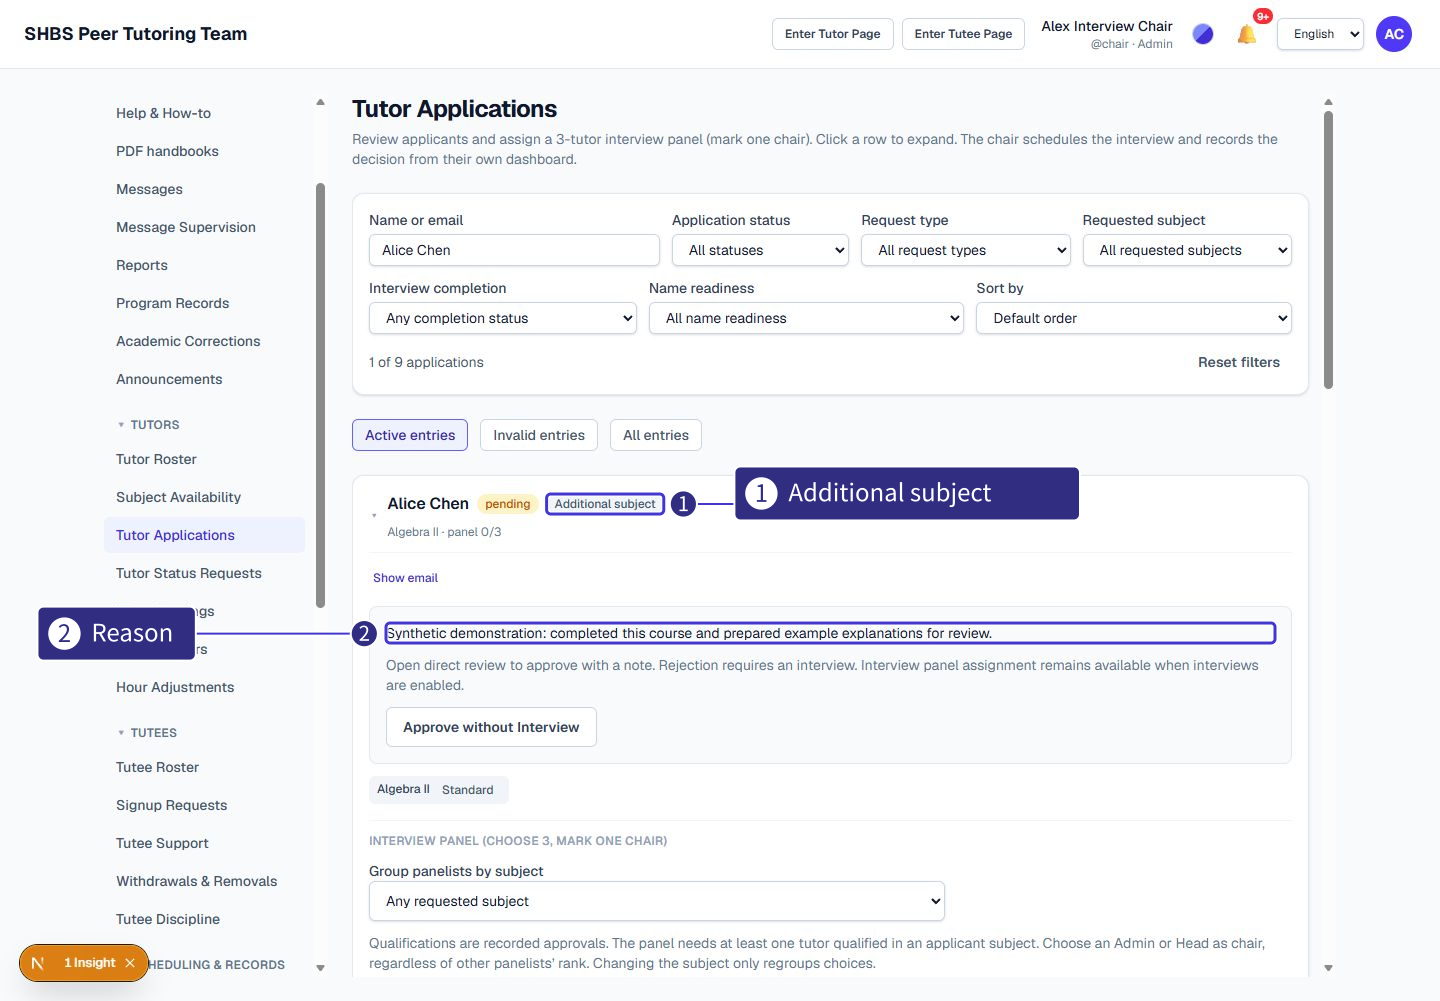 SHBS Peer Tutoring Team
Enter Tutor Page
Enter Tutee Page
Alex Interview Chair
@chair · Admin
9+
English
AC
Help & How-to
PDF handbooks
Messages
Message Supervision
Reports
Program Records
Academic Corrections
Announcements
TUTORS
Tutor Roster
Subject Availability
Tutor Applications
Tutor Status Requests
ngs
rs
Hour Adjustments
TUTEES
Tutee Roster
Signup Requests
Tutee Support
Withdrawals & Removals
Tutee Discipline
HEDULING & RECORDS
N 1 Insight ×
2 Reason
Tutor Applications
Review applicants and assign a 3-tutor interview panel (mark one chair). Click a row to expand. The chair schedules the interview and records the
decision from their own dashboard.
Name or email
Alice Chen
Application status
All statuses
Request type
All request types
Requested subject
All requested subjects
Interview completion
Any completion status
Name readiness
All name readiness
Sort by
Default order
1 of 9 applications
Reset filters
Active entries
Invalid entries
All entries
Alice Chen pending Additional subject 1
1 Additional subject
Algebra II · panel 0/3
Show email
2 Synthetic demonstration: completed this course and prepared example explanations for review.
Open direct review to approve with a note. Rejection requires an interview. Interview panel assignment remains available when interviews
are enabled.
Approve without Interview
Algebra II Standard
INTERVIEW PANEL (CHOOSE 3, MARK ONE CHAIR)
Group panelists by subject
Any requested subject
Qualifications are recorded approvals. The panel needs at least one tutor qualified in an applicant subject. Choose an Admin or Head as chair,
regardless of other panelists' rank. Changing the subject only regroups choices.